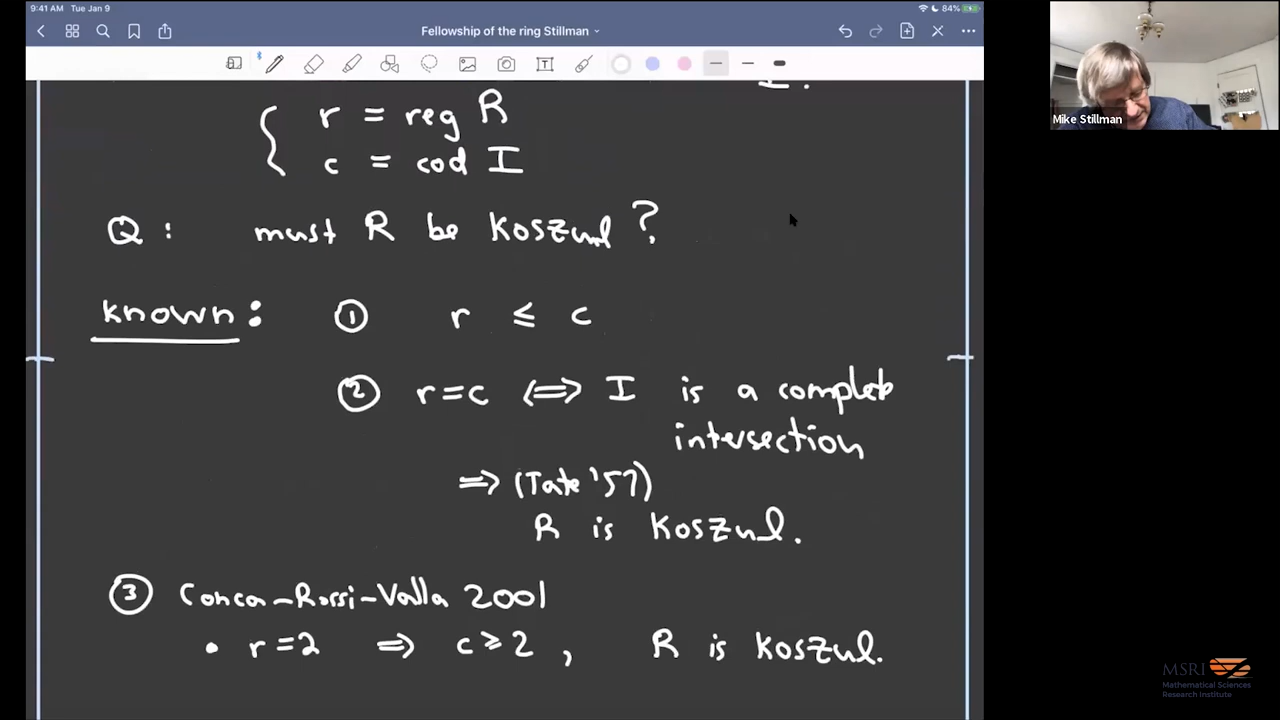 9:41 AM Tue Jan 9
84%
Fellowship of the ring Stillman
I.
r = reg R
c = cod I
Q: must R be Koszul?
Known: ① r ≤ c
② r=c ⟺ I is a complete
intersection
⟹ (Tate '57)
R is Koszul.
③ Conca-Rossi-Valla 2001
• r=2 ⟹ c≥2, R is Koszul.
Mike Stillman
MSRI
Mathematical Sciences
Research Institute